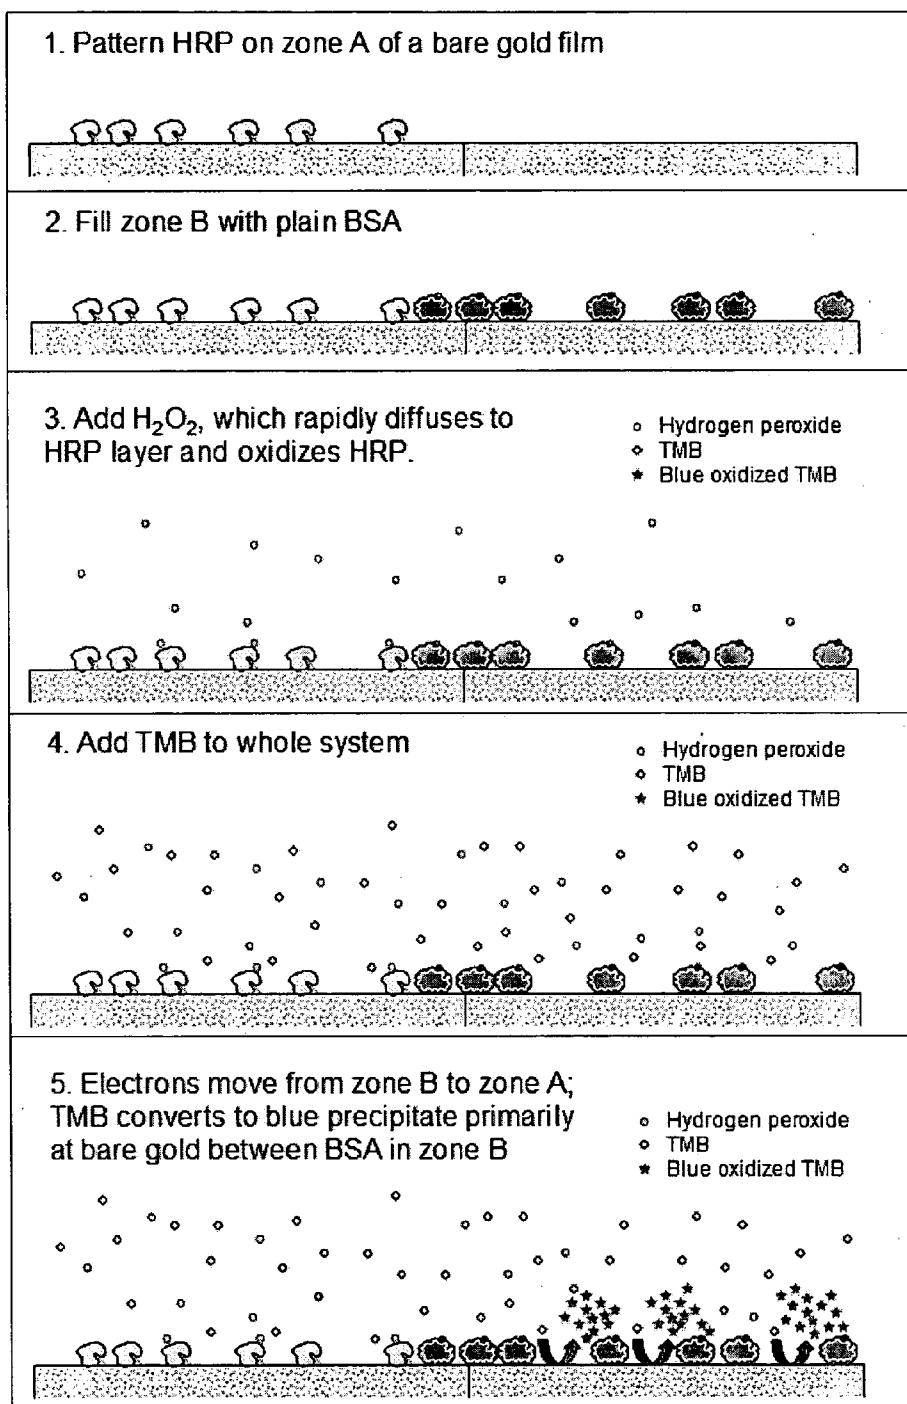 1. Pattern HRP on zone A of a bare gold film
2. Fill zone B with plain BSA
3. Add H₂O₂, which rapidly diffuses to
HRP layer and oxidizes HRP.
Hydrogen peroxide
TMB
Blue oxidized TMB
4. Add TMB to whole system
Hydrogen peroxide
TMB
Blue oxidized TMB
5. Electrons move from zone B to zone A;
TMB converts to blue precipitate primarily
at bare gold between BSA in zone B
Hydrogen peroxide
TMB
Blue oxidized TMB